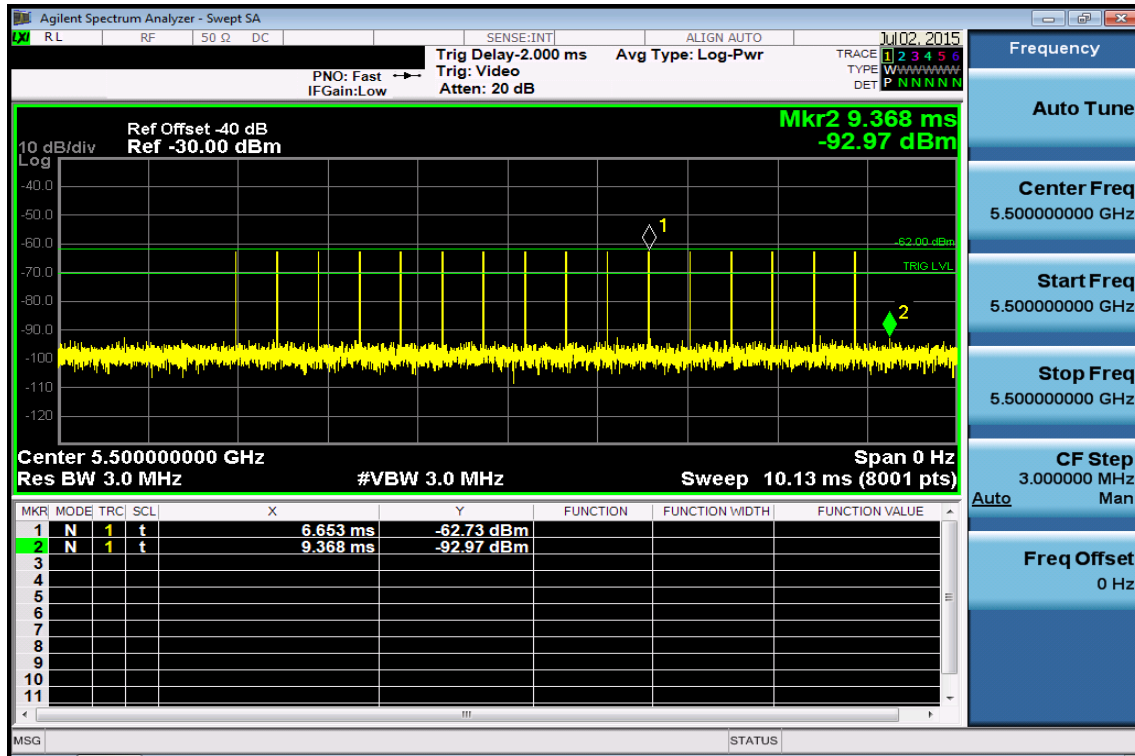 Agilent Spectrum Analyzer - Swept SA
LXI RL RF 50 Ω DC SENSE:INT ALIGN AUTO Jul 02, 2015
Trig Delay-2.000 ms Avg Type: Log-Pwr TRACE 1 2 3 4 5 6
PNO: Fast Trig: Video TYPE WWWWWWW
IFGain:Low Atten: 20 dB DET P N N N N N
Mkr2 9.368 ms
Ref Offset -40 dB
10 dB/div Ref -30.00 dBm -92.97 dBm
Log
-40.0
-50.0
1
-60.0 -62.00 dBm
-70.0 TRIG LVL
-80.0
2
-90.0
-100
-110
-120
Center 5.500000000 GHz Span 0 Hz
Res BW 3.0 MHz #VBW 3.0 MHz Sweep 10.13 ms (8001 pts)
MKR MODE TRC SCL X Y FUNCTION FUNCTION WIDTH FUNCTION VALUE
1 N 1 t 6.653 ms -62.73 dBm
2 N 1 t 9.368 ms -92.97 dBm
3
4
5
6
7
8
9
10
11
MSG STATUS
Frequency
Auto Tune
Center Freq
5.500000000 GHz
Start Freq
5.500000000 GHz
Stop Freq
5.500000000 GHz
CF Step
3.000000 MHz
Auto Man
Freq Offset
0 Hz